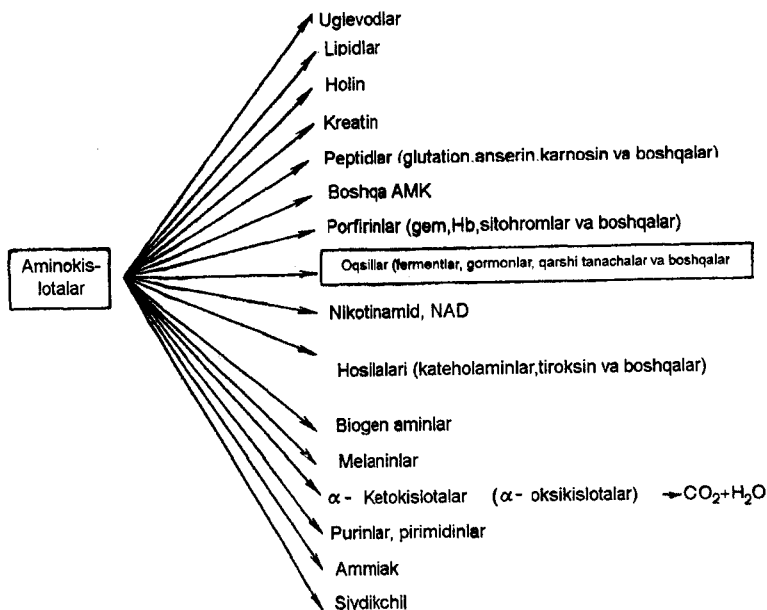 Uglevodlar
Lipidlar
Holin
Kreatin
Peptidlar (glutation.anserin.karnosin va boshqalar)
Boshqa AMK
Porfirinlar (gem,Hb,sitohromlar va boshqalar)
Aminokis-
lotalar
Oqsillar (fermentlar, gormonlar, qarshi tanachalar va boshqalar
Nikotinamid, NAD
Hosilalari (kateholaminlar,tiroksin va boshqalar)
Biogen aminlar
Melaninlar
α - Ketokislotalar (α - oksikislotalar) → CO₂+H₂O
Purinlar, pirimidinlar
Ammiak
Siydikchil